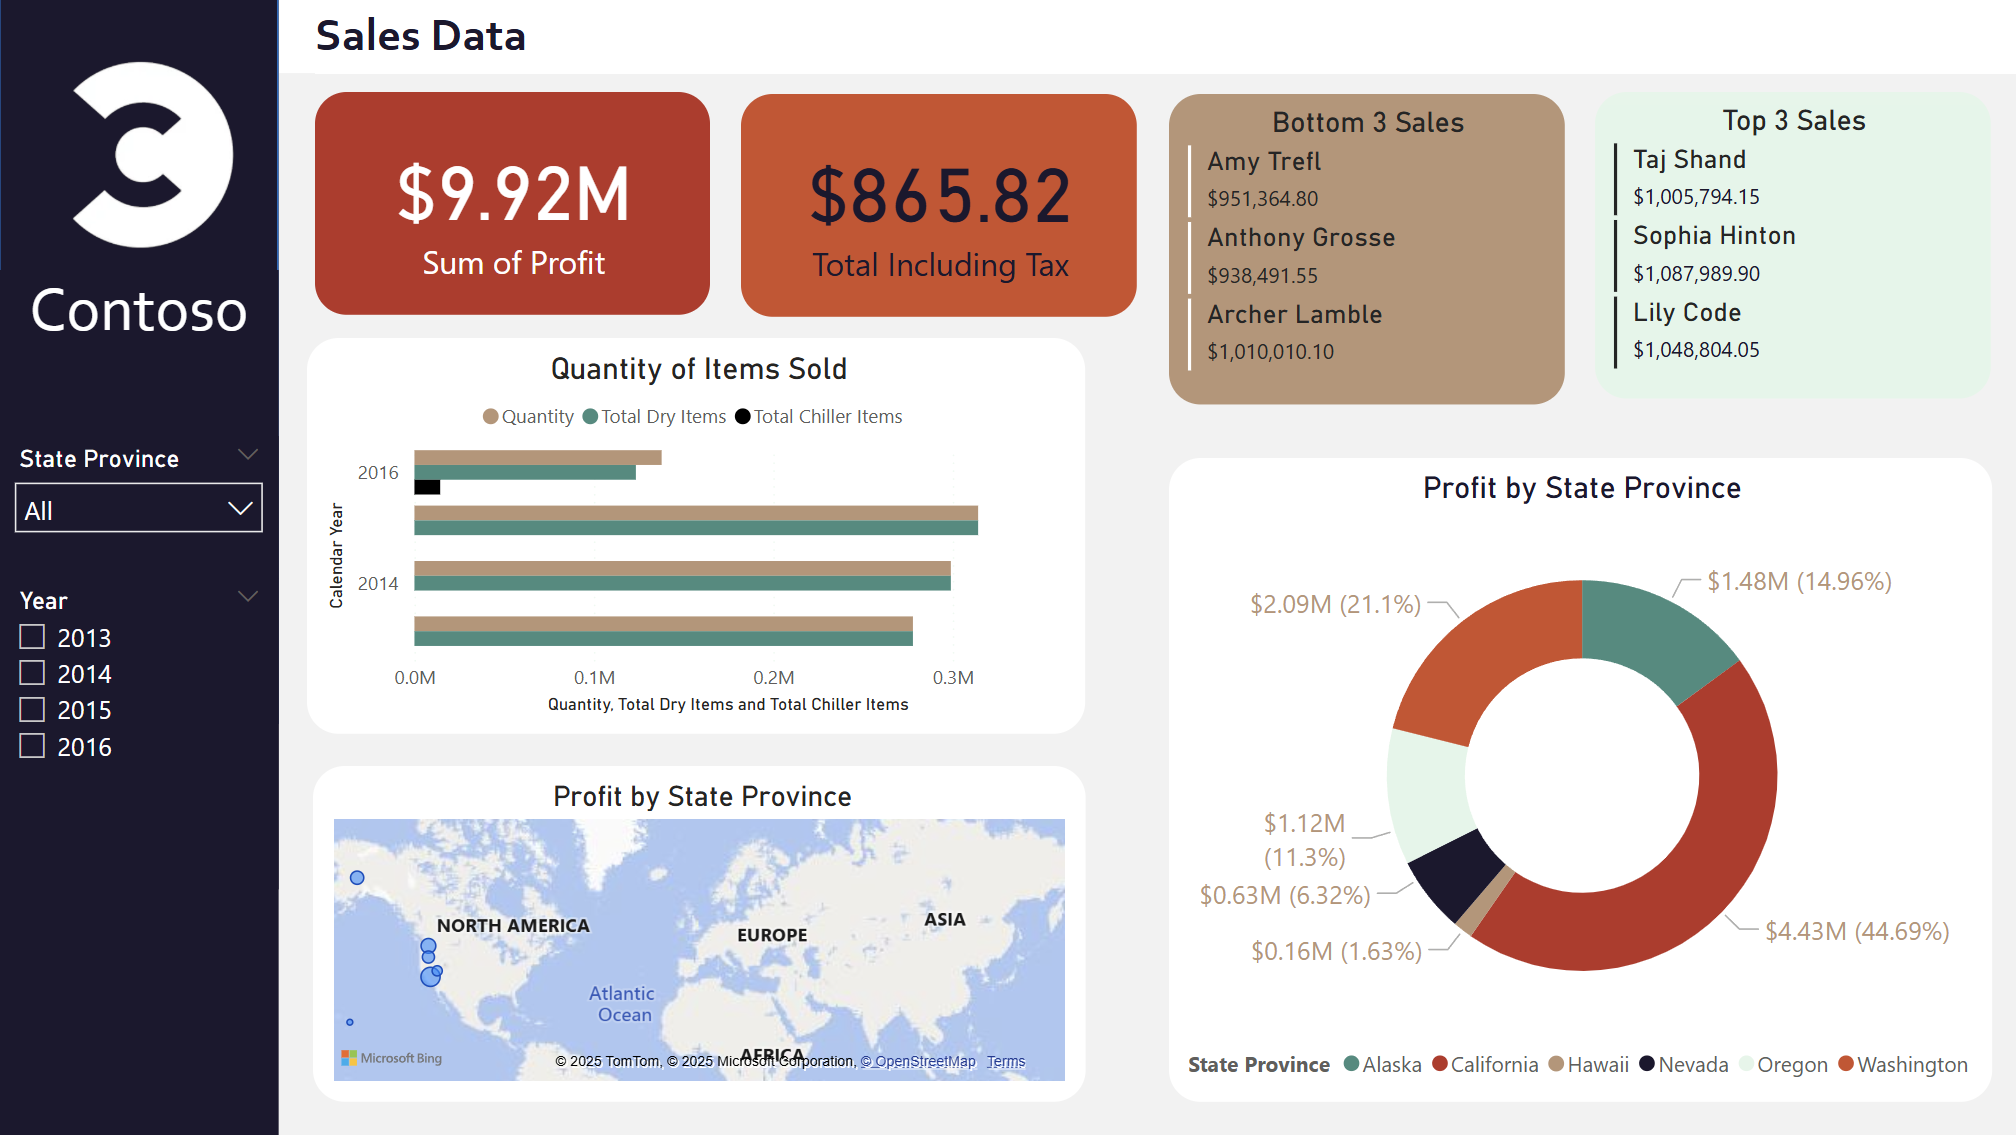 Sales Data
Contoso
State Province
All
Year
2013
2014
2015
2016
$9.92M
Sum of Profit
$865.82
Total Including Tax
Bottom 3 Sales
Amy Trefl
$951,364.80
Anthony Grosse
$938,491.55
Archer Lamble
$1,010,010.10
Top 3 Sales
Taj Shand
$1,005,794.15
Sophia Hinton
$1,087,989.90
Lily Code
$1,048,804.05
Quantity of Items Sold
Quantity Total Dry Items Total Chiller Items
Calendar Year
2016
2014
0.0M 0.1M 0.2M 0.3M
Quantity, Total Dry Items and Total Chiller Items
Profit by State Province
NORTH AMERICA
EUROPE
ASIA
Atlantic
Ocean
AFRICA
Microsoft Bing
© 2025 TomTom, © 2025 Microsoft Corporation, © OpenStreetMap Terms
Profit by State Province
$1.48M (14.96%)
$2.09M (21.1%)
$1.12M
(11.3%)
$0.63M (6.32%)
$0.16M (1.63%)
$4.43M (44.69%)
State Province Alaska California Hawaii Nevada Oregon Washington